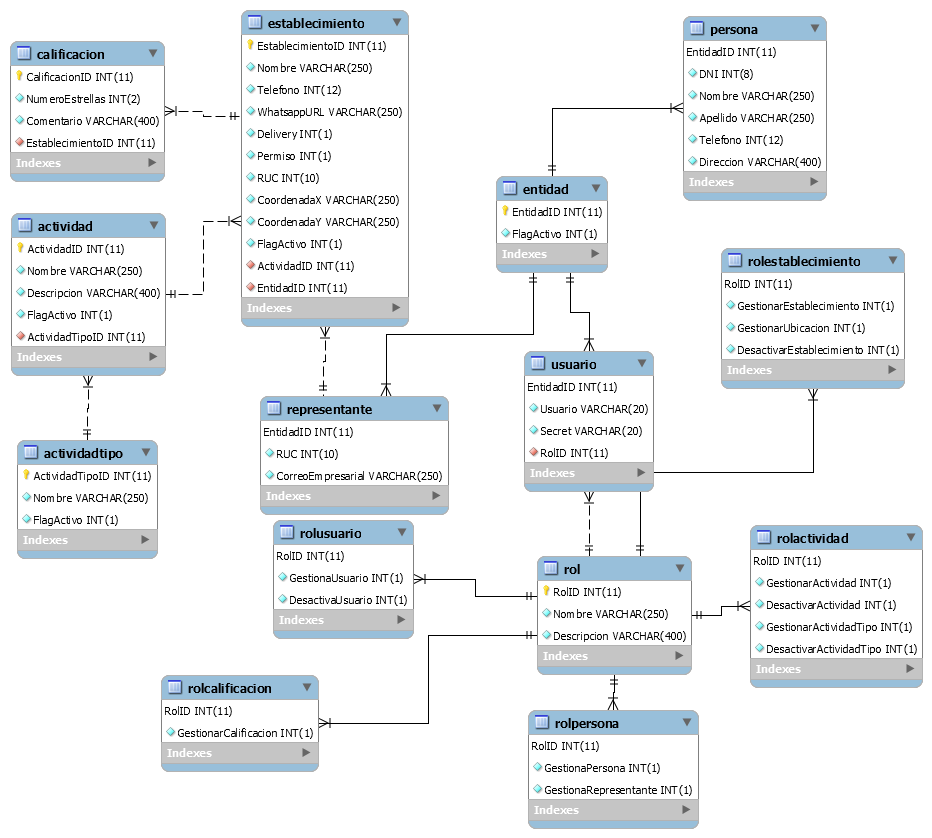 calificacion
CalificacionID INT(11)
NumeroEstrellas INT(2)
Comentario VARCHAR(400)
EstablecimientoID INT(11)
Indexes
establecimiento
EstablecimientoID INT(11)
Nombre VARCHAR(250)
Telefono INT(12)
WhatsappURL VARCHAR(250)
Delivery INT(1)
Permiso INT(1)
RUC INT(10)
CoordenadaX VARCHAR(250)
CoordenadaY VARCHAR(250)
FlagActivo INT(1)
ActividadID INT(11)
EntidadID INT(11)
Indexes
persona
EntidadID INT(11)
DNI INT(8)
Nombre VARCHAR(250)
Apellido VARCHAR(250)
Telefono INT(12)
Direccion VARCHAR(400)
Indexes
entidad
EntidadID INT(11)
FlagActivo INT(1)
Indexes
actividad
ActividadID INT(11)
Nombre VARCHAR(250)
Descripcion VARCHAR(400)
FlagActivo INT(1)
ActividadTipoID INT(11)
Indexes
rolestablecimiento
RolID INT(11)
GestionarEstablecimiento INT(1)
GestionarUbicacion INT(1)
DesactivarEstablecimiento INT(1)
Indexes
usuario
EntidadID INT(11)
Usuario VARCHAR(20)
Secret VARCHAR(20)
RolID INT(11)
Indexes
representante
EntidadID INT(11)
RUC INT(10)
CorreoEmpresarial VARCHAR(250)
Indexes
actividadtipo
ActividadTipoID INT(11)
Nombre VARCHAR(250)
FlagActivo INT(1)
Indexes
rolusuario
RolID INT(11)
GestionaUsuario INT(1)
DesactivaUsuario INT(1)
Indexes
rol
RolID INT(11)
Nombre VARCHAR(250)
Descripcion VARCHAR(400)
Indexes
rolactividad
RolID INT(11)
GestionarActividad INT(1)
DesactivarActividad INT(1)
GestionarActividadTipo INT(1)
DesactivarActividadTipo INT(1)
Indexes
rolcalificacion
RolID INT(11)
GestionarCalificacion INT(1)
Indexes
rolpersona
RolID INT(11)
GestionaPersona INT(1)
GestionaRepresentante INT(1)
Indexes